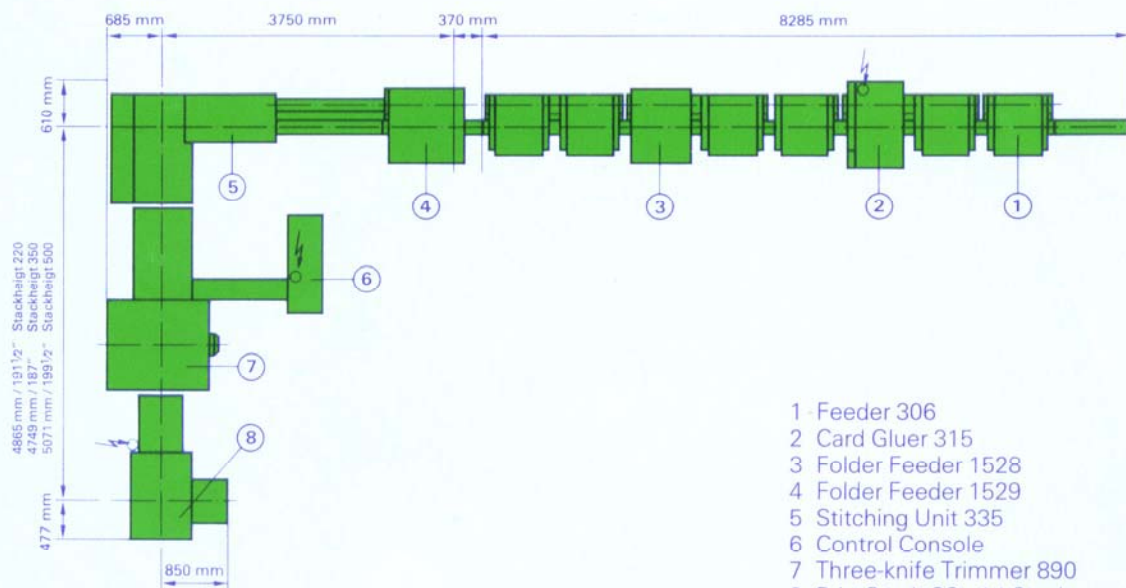 685 mm
3750 mm
370 mm
8285 mm
610 mm
4865 mm / 191½" Stackheigt 220
4749 mm / 187" Stackheigt 350
5071 mm / 199½" Stackheigt 500
477 mm
850 mm
5
4
3
2
1
6
7
8
1 Feeder 306
2 Card Gluer 315
3 Folder Feeder 1528
4 Folder Feeder 1529
5 Stitching Unit 335
6 Control Console
7 Three-knife Trimmer 890